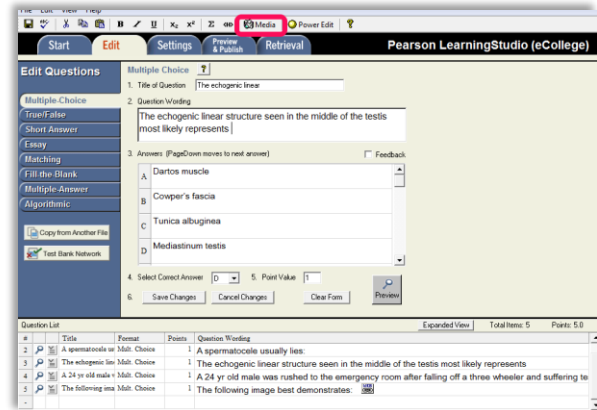 File Edit View Help
B I U X₂ X² Σ Media Power Edit ?
Start Edit Settings Preview & Publish Retrieval Pearson LearningStudio (eCollege)
Edit Questions
Multiple-Choice
True/False
Short Answer
Essay
Matching
Fill-the-Blank
Multiple-Answer
Algorithmic
Copy from Another File
Test Bank Network
Multiple Choice ?
1. Title of Question The echogenic linear
2. Question Wording
The echogenic linear structure seen in the middle of the testis
most likely represents
3. Answers (PageDown moves to next answer) Feedback
A Dartos muscle
B Cowper's fascia
C Tunica albuginea
D Mediastinum testis
4. Select Correct Answer D 5. Point Value 1
6. Save Changes Cancel Changes Clear Form Preview
Question List Expanded View Total Items: 5 Points: 5.0
# Title Format Points Question Wording
2 A spermatocele us Mult. Choice 1 A spermatocele usually lies:
3 The echogenic lin Mult. Choice 1 The echogenic linear structure seen in the middle of the testis most likely represents
4 A 24 yr old male v Mult. Choice 1 A 24 yr old male was rushed to the emergency room after falling off a three wheeler and suffering te
5 The following ima Mult. Choice 1 The following image best demonstrates: